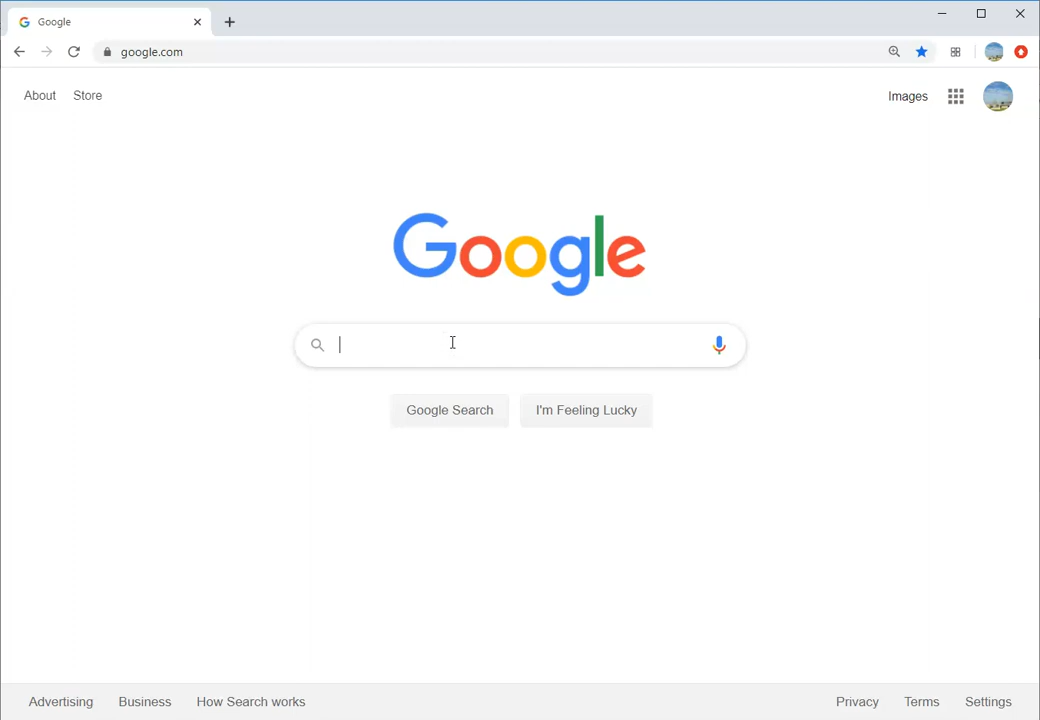 Google
google.com
About Store Images
Google
Google Search I'm Feeling Lucky
Advertising Business How Search works Privacy Terms Settings